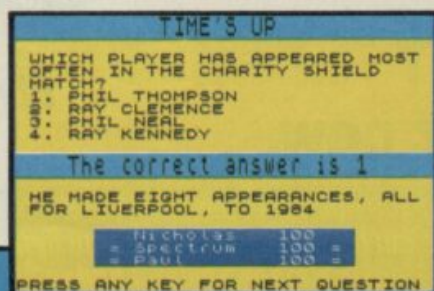 TIME'S UP
WHICH PLAYER HAS APPEARED MOST
OFTEN IN THE CHARITY SHIELD
MATCH?
1. PHIL THOMPSON
2. RAY CLEMENCE
3. PHIL NEAL
4. RAY KENNEDY
The correct answer is 1
HE MADE EIGHT APPEARANCES, ALL
FOR LIVERPOOL, TO 1984
Nicholas 100
= Spectrum 100 =
= Paul 100 =
PRESS ANY KEY FOR NEXT QUESTION